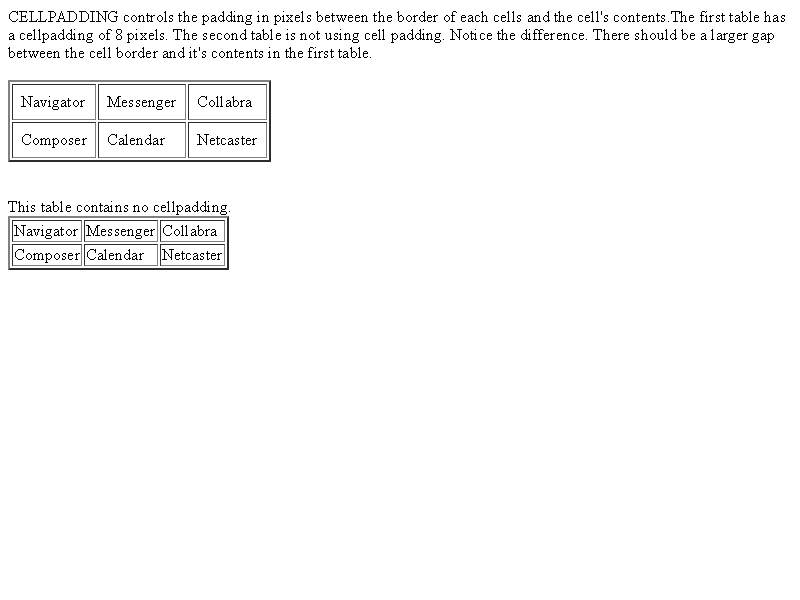 CELLPADDING controls the padding in pixels between the border of each cells and the cell's contents.The first table has
a cellpadding of 8 pixels. The second table is not using cell padding. Notice the difference. There should be a larger gap
between the cell border and it's contents in the first table.
Navigator Messenger Collabra
Composer Calendar Netcaster
This table contains no cellpadding.
Navigator Messenger Collabra
Composer Calendar Netcaster